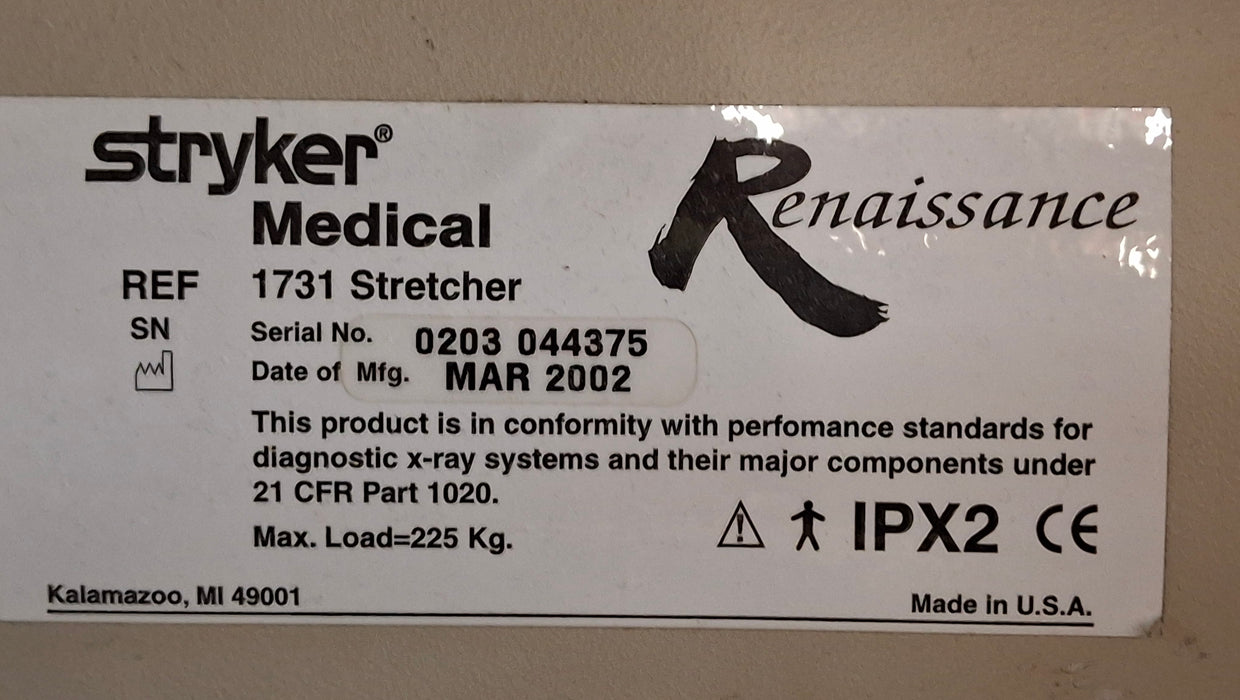 stryker®
Medical
Renaissance
REF 1731 Stretcher
SN Serial No. 0203 044375
Date of Mfg. MAR 2002
This product is in conformity with perfomance standards for
diagnostic x-ray systems and their major components under
21 CFR Part 1020.
Max. Load=225 Kg.
IPX2 CE
Kalamazoo, MI 49001
Made in U.S.A.